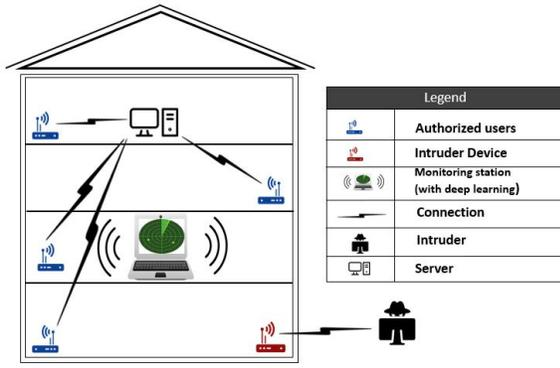 Legend
Authorized users
Intruder Device
Monitoring station
(with deep learning)
Connection
Intruder
Server